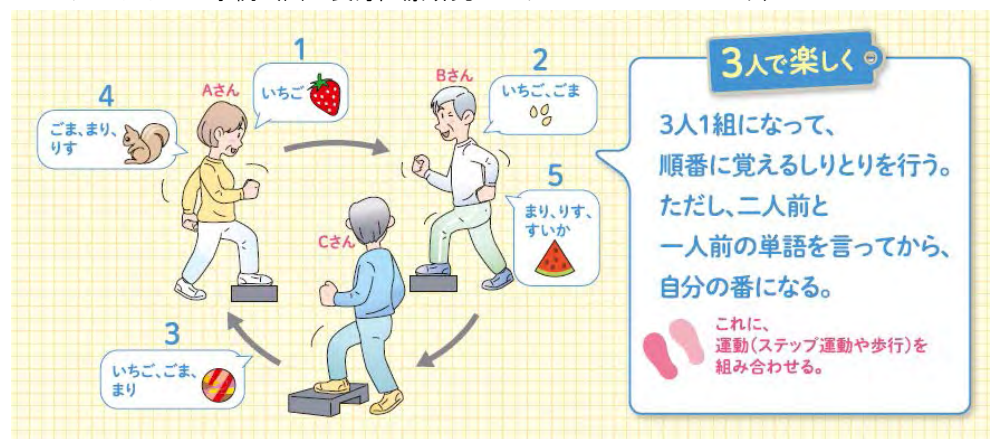 1
Aさん
いちご
4
ごま、まり、
りす
Bさん
2
いちご、ごま
5
まり、りす、
すいか
Cさん
3
いちご、ごま、
まり
3人で楽しく
3人1組になって、
順番に覚えるしりとりを行う。
ただし、二人前と
一人前の単語を言ってから、
自分の番になる。
これに、
運動(ステップ運動や歩行)を
組み合わせる。